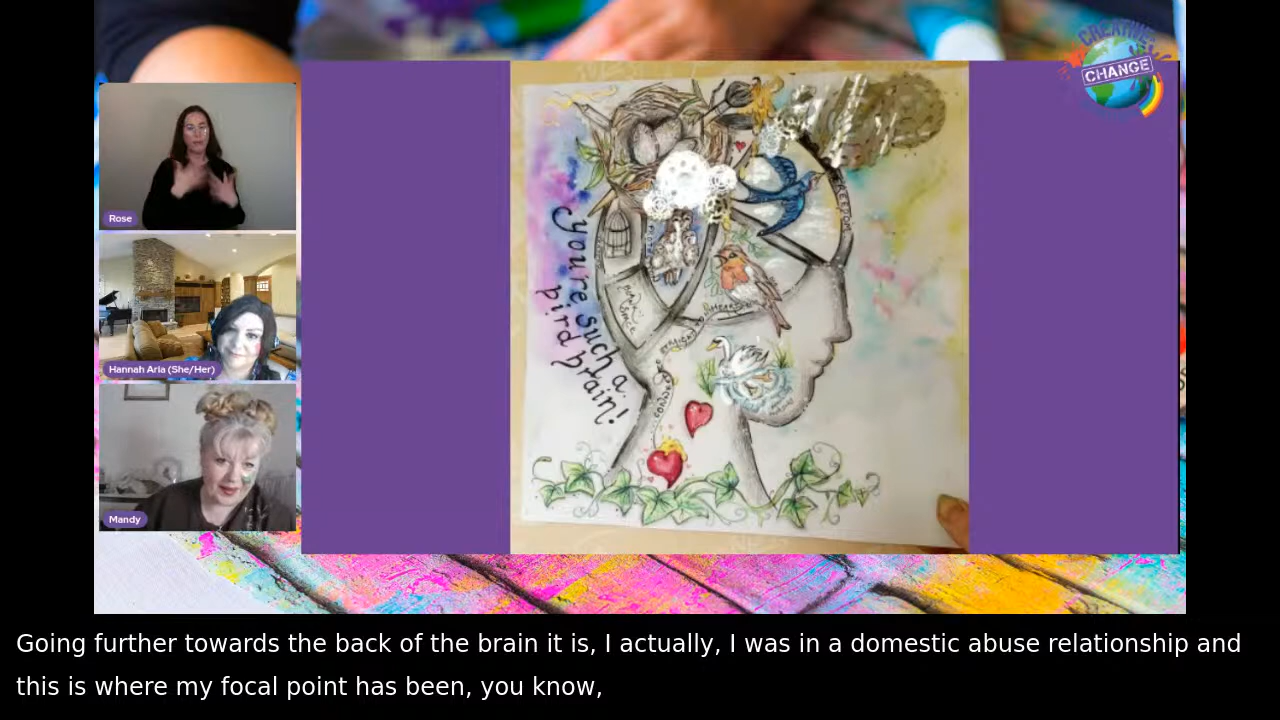 CREATIVE
CHANGE
Rose
Hannah Aria (She/Her)
Mandy
you're such a
bird brain!
Going further towards the back of the brain it is, I actually, I was in a domestic abuse relationship and
this is where my focal point has been, you know,